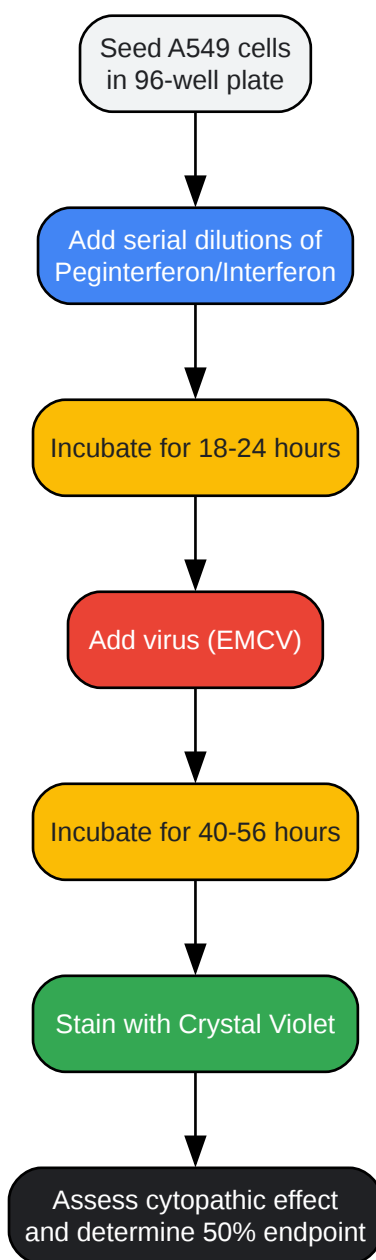 Seed A549 cells
in 96-well plate
Add serial dilutions of
Peginterferon/Interferon
Incubate for 18-24 hours
Add virus (EMCV)
Incubate for 40-56 hours
Stain with Crystal Violet
Assess cytopathic effect
and determine 50% endpoint